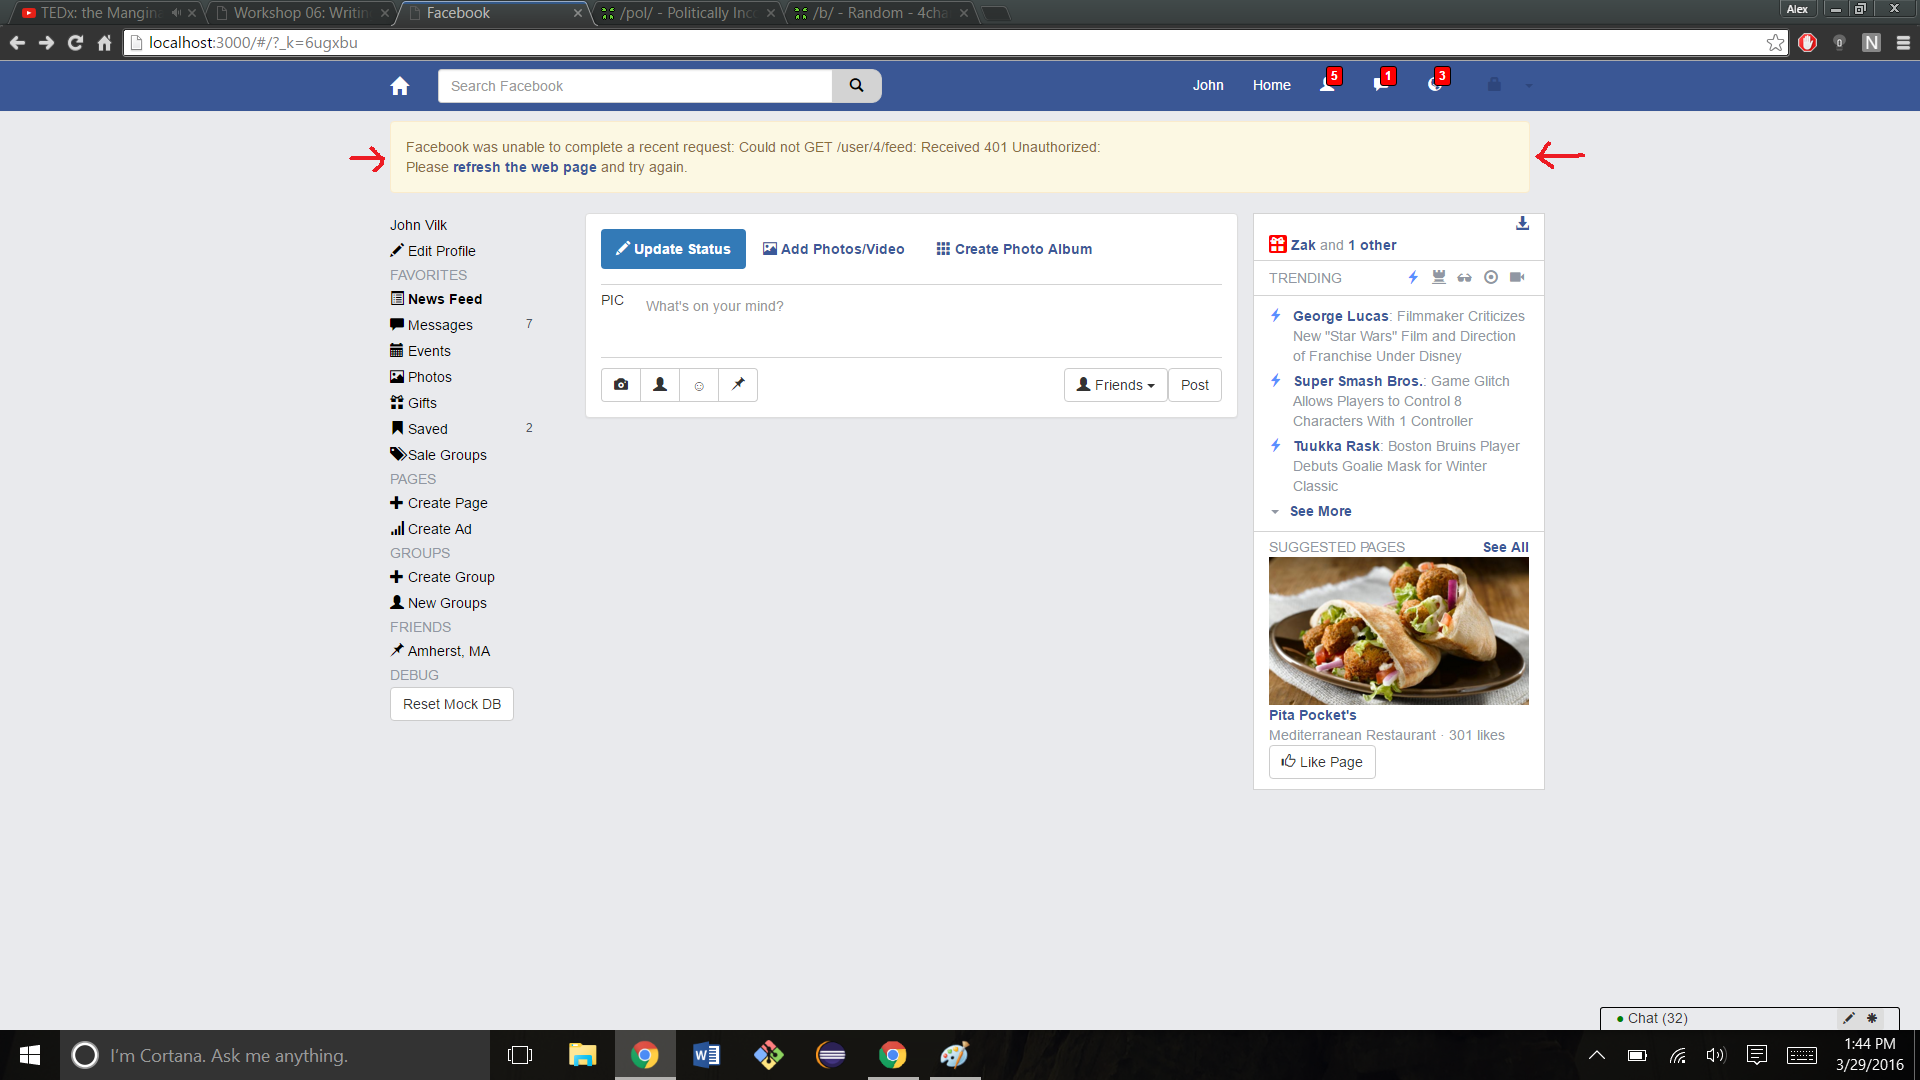 TEDx: the Mangin
Workshop 06: Writin
Facebook
/pol/ - Politically Inc
/b/ - Random - 4cha
Alex
localhost:3000/#/?_k=6ugxbu
0
N
Search Facebook
John
Home
5
1
3
Facebook was unable to complete a recent request: Could not GET /user/4/feed: Received 401 Unauthorized:
Please refresh the web page and try again.
John Vilk
Edit Profile
FAVORITES
News Feed
Messages 7
Events
Photos
Gifts
Saved 2
Sale Groups
PAGES
Create Page
Create Ad
GROUPS
Create Group
New Groups
FRIENDS
Amherst, MA
DEBUG
Reset Mock DB
Update Status
Add Photos/Video
Create Photo Album
PIC
What's on your mind?
Friends
Post
Zak and 1 other
TRENDING
George Lucas: Filmmaker Criticizes
New "Star Wars" Film and Direction
of Franchise Under Disney
Super Smash Bros.: Game Glitch
Allows Players to Control 8
Characters With 1 Controller
Tuukka Rask: Boston Bruins Player
Debuts Goalie Mask for Winter
Classic
See More
SUGGESTED PAGES See All
Pita Pocket's
Mediterranean Restaurant · 301 likes
Like Page
Chat (32)
I'm Cortana. Ask me anything.
1:44 PM
3/29/2016